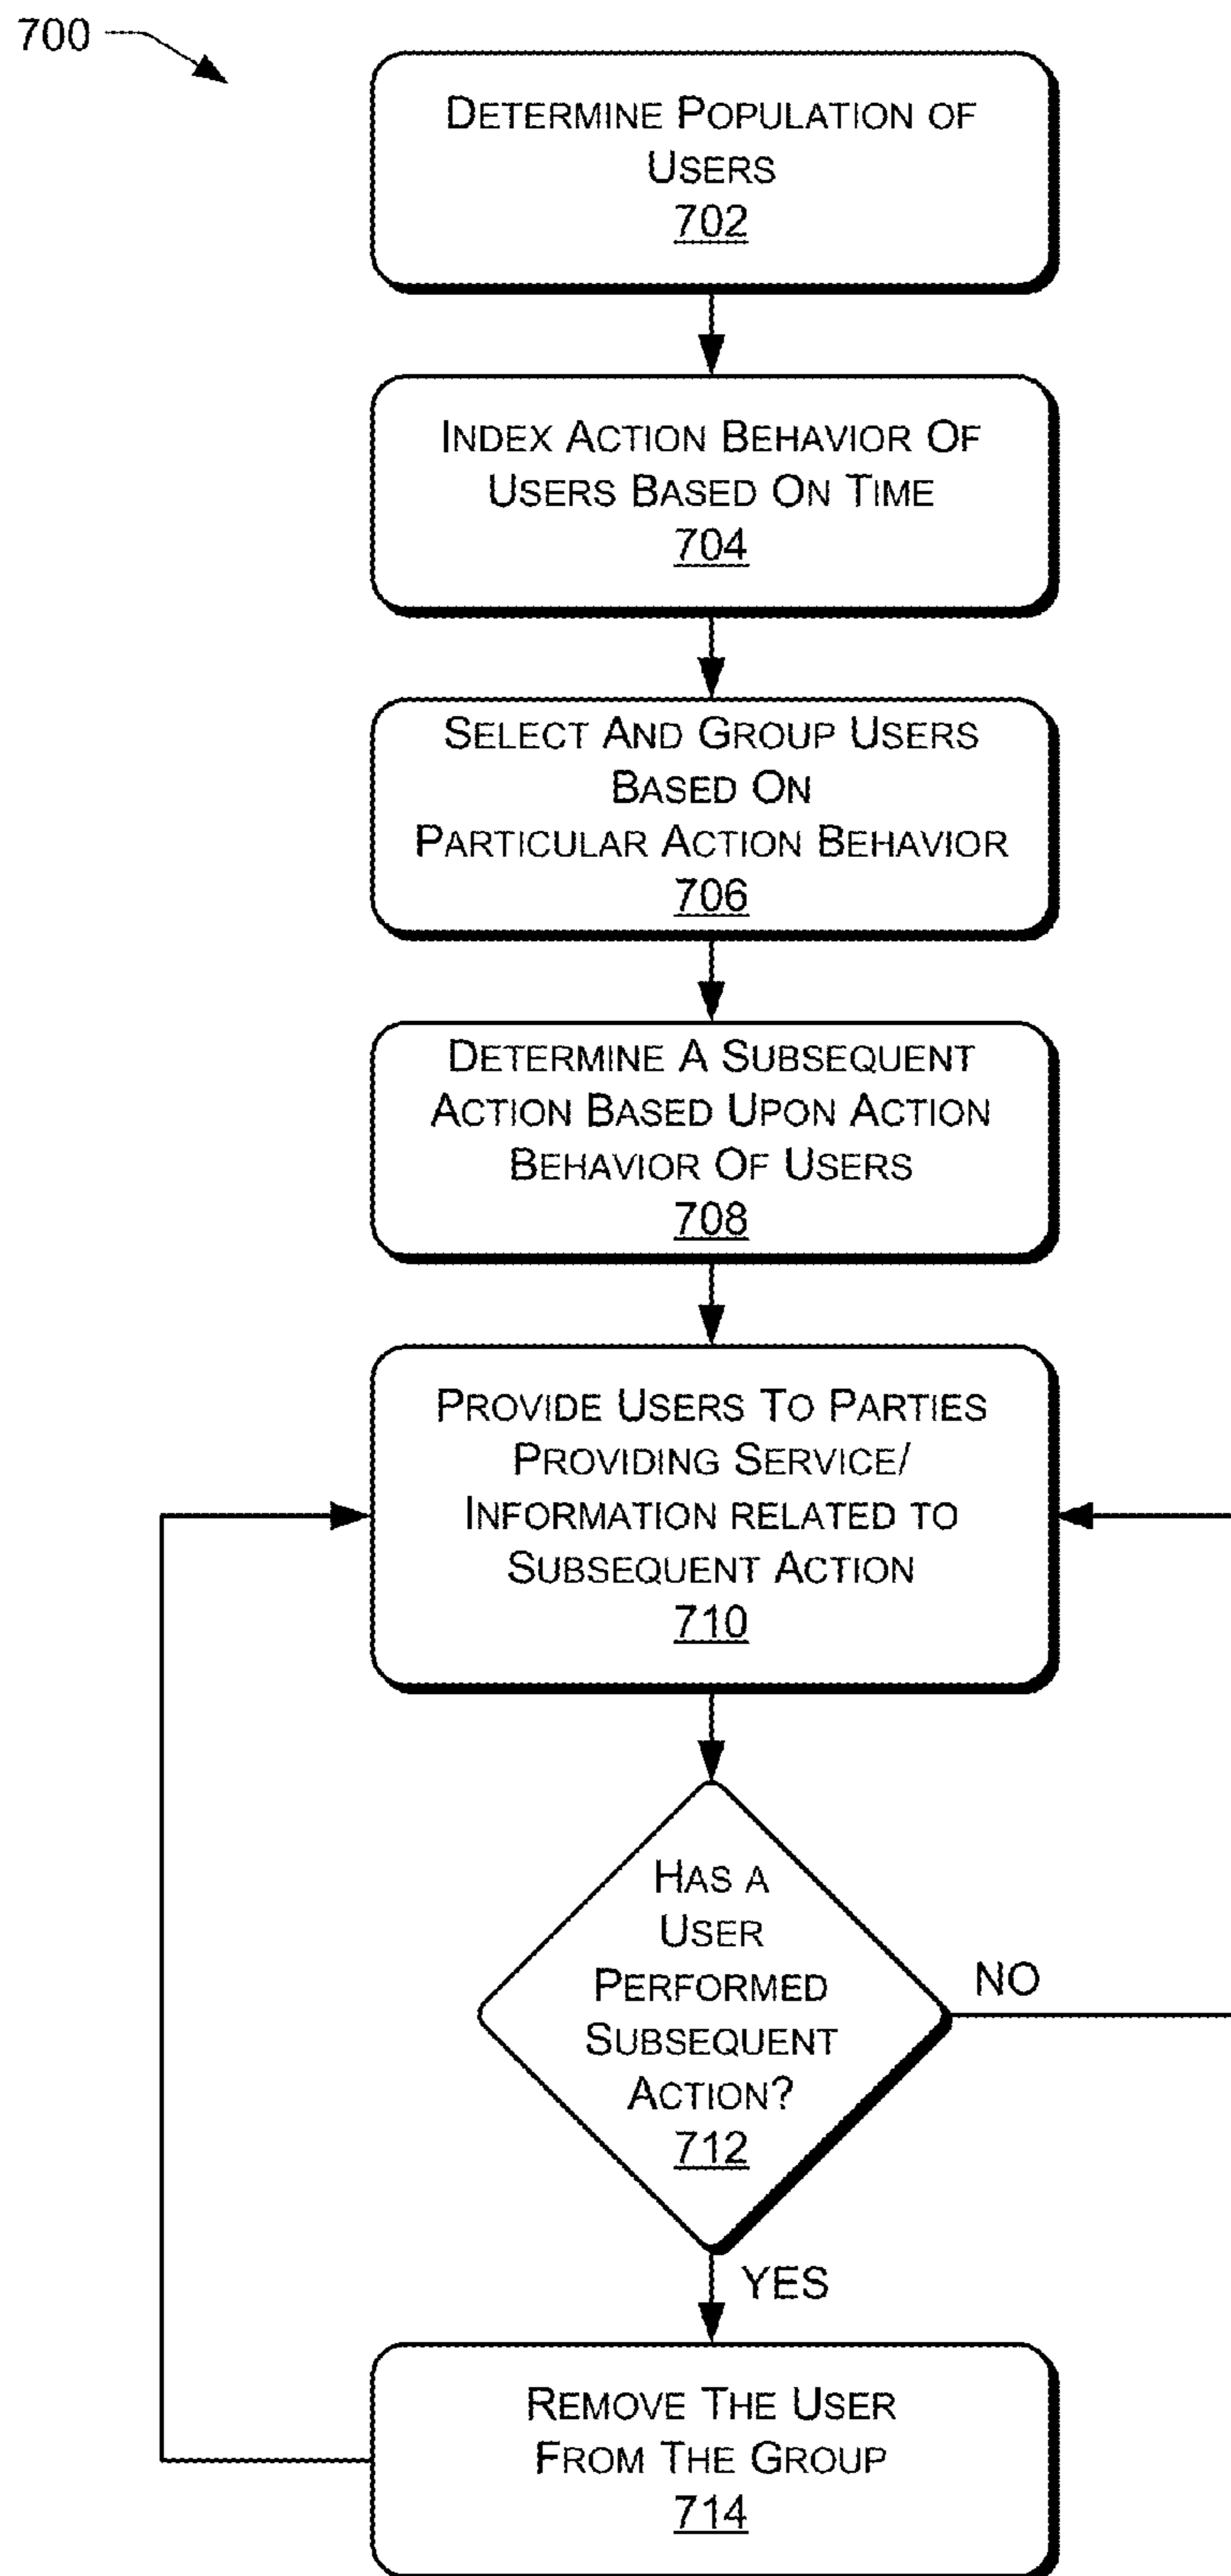 700
DETERMINE POPULATION OF
USERS
702
INDEX ACTION BEHAVIOR OF
USERS BASED ON TIME
704
SELECT AND GROUP USERS
BASED ON
PARTICULAR ACTION BEHAVIOR
706
DETERMINE A SUBSEQUENT
ACTION BASED UPON ACTION
BEHAVIOR OF USERS
708
PROVIDE USERS TO PARTIES
PROVIDING SERVICE/
INFORMATION RELATED TO
SUBSEQUENT ACTION
710
HAS A
USER
PERFORMED
SUBSEQUENT
ACTION?
712
NO
YES
REMOVE THE USER
FROM THE GROUP
714